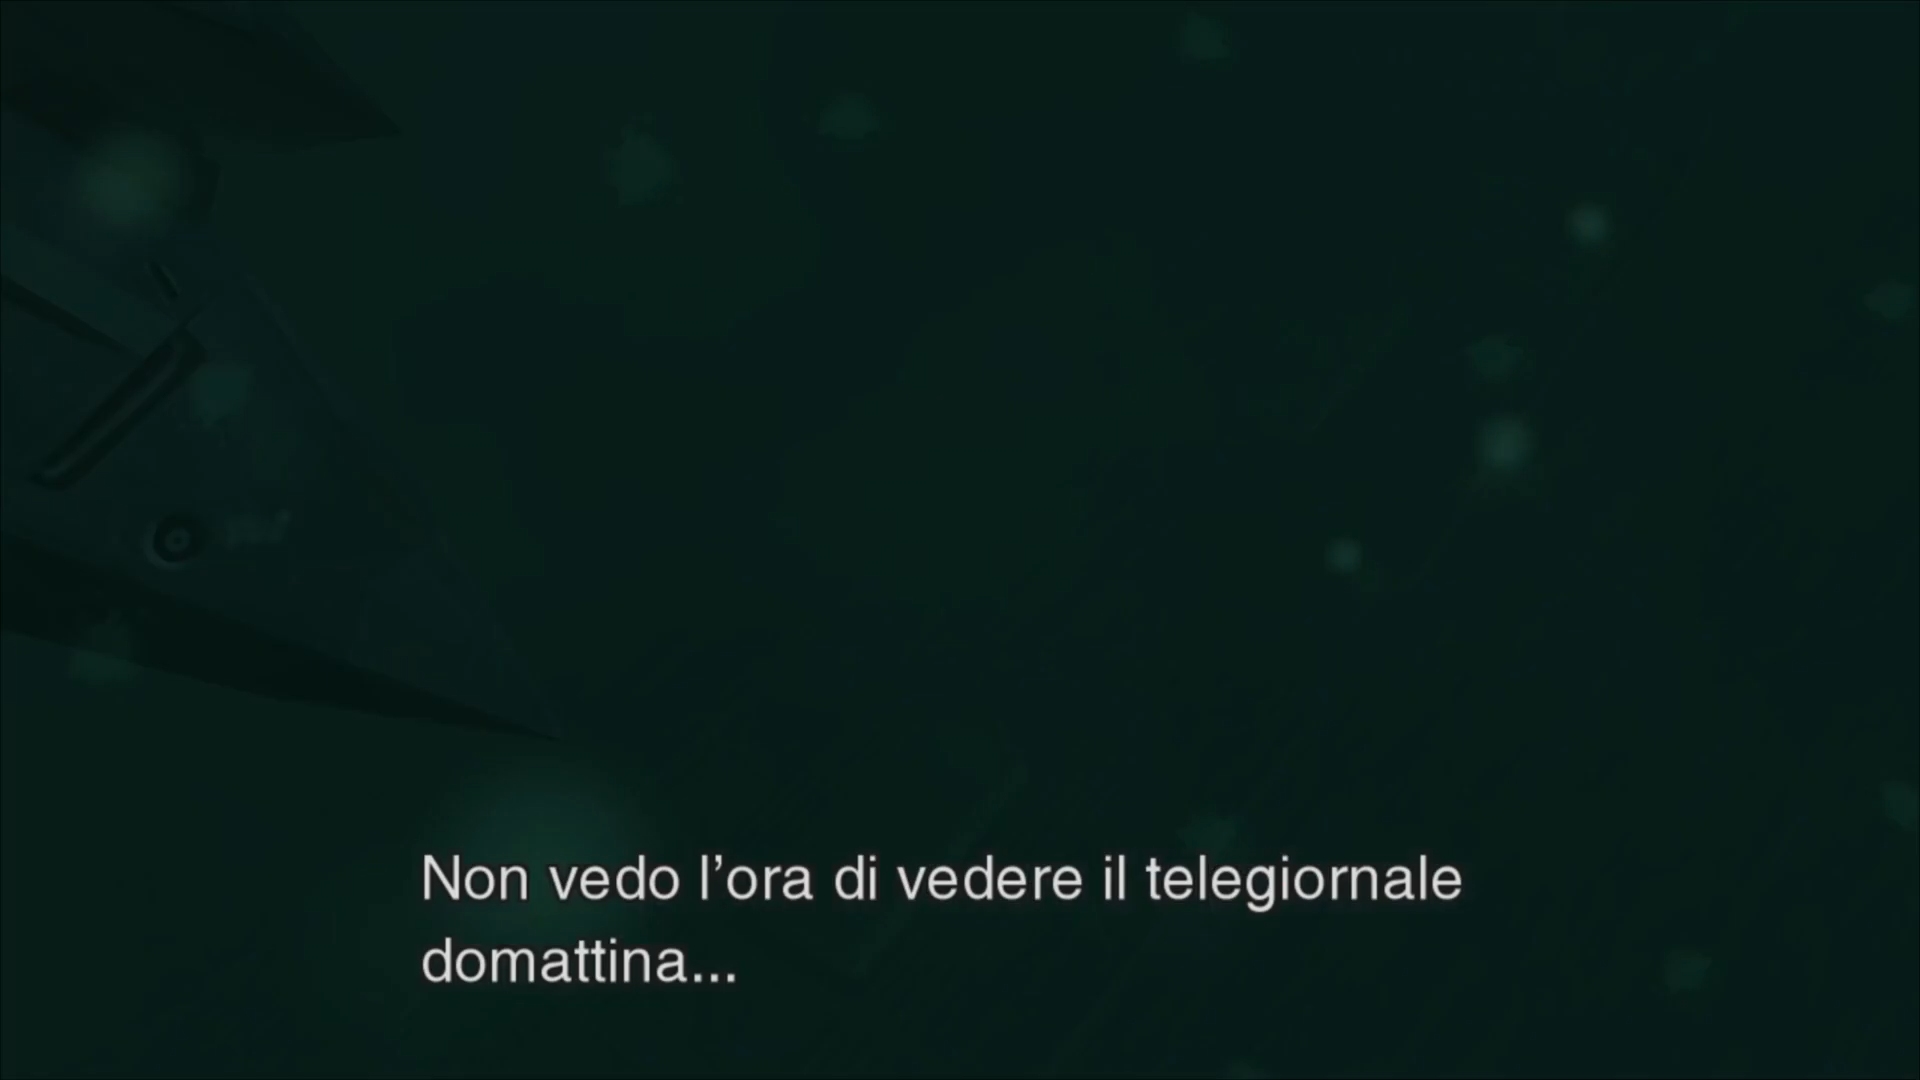 Non vedo l’ora di vedere il telegiornale
domattina...